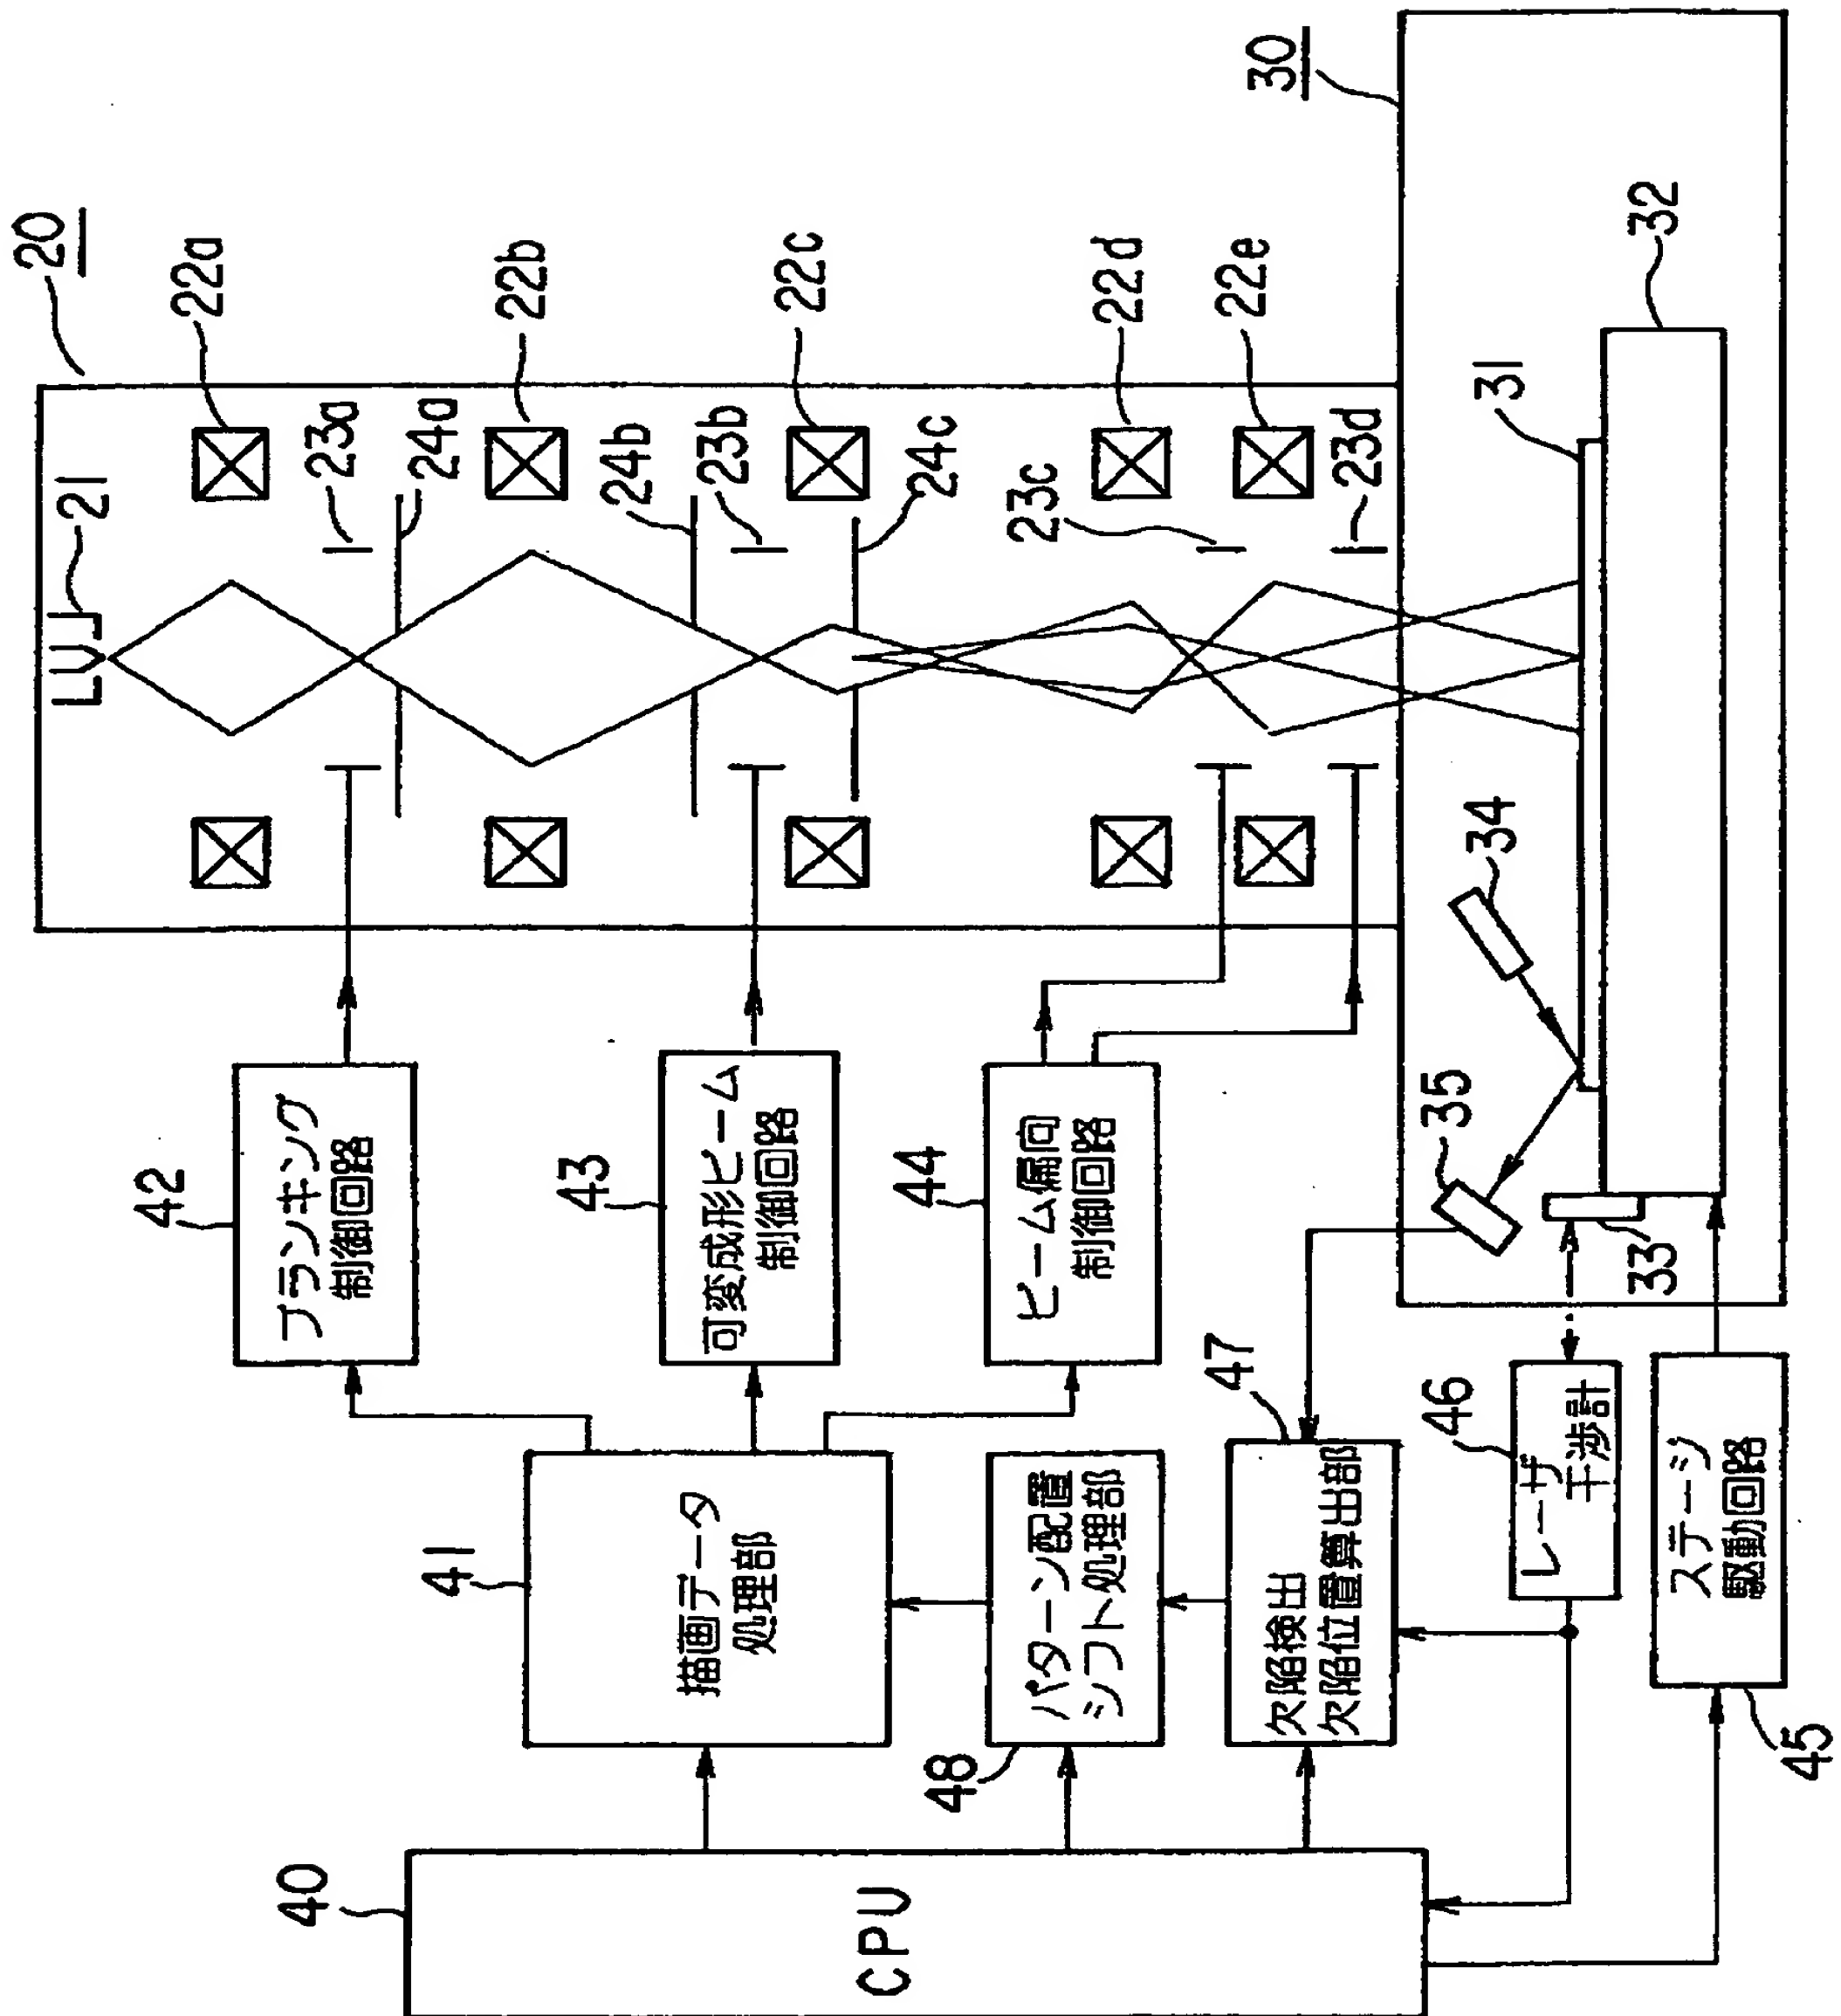 20
21
22a
23a
24a
22b
24b
23b
22c
24c
22d
23c
22e
23d
30
31
32
34
35
33
42
ブランキング
制御回路
43
可変成形ビーム
制御回路
44
ビーム偏向
制御回路
41
描画データ
処理部
48
パターン配置
シフト処理部
47
欠陥検出
欠陥位置算出部
46
レーザ
干渉計
45
ステージ
駆動回路
40
CPU